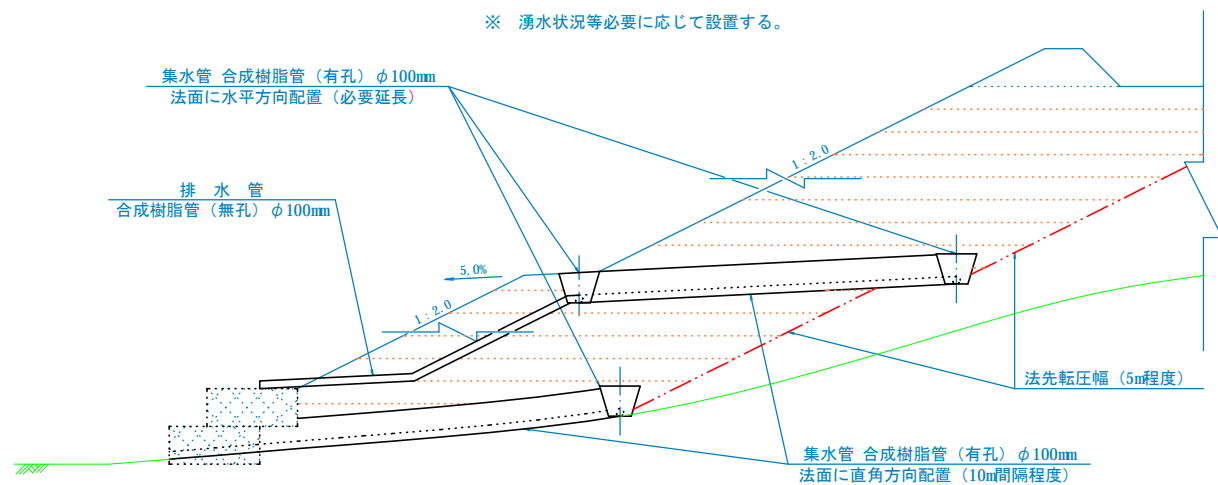 ※　湧水状況等必要に応じて設置する。
集水管 合成樹脂管（有孔）φ100mm
法面に水平方向配置（必要延長）
1：2.0
排　水　管
合成樹脂管（無孔）φ100mm
5.0%
1：2.0
法先転圧幅（5m程度）
集水管 合成樹脂管（有孔）φ100mm
法面に直角方向配置（10m間隔程度）